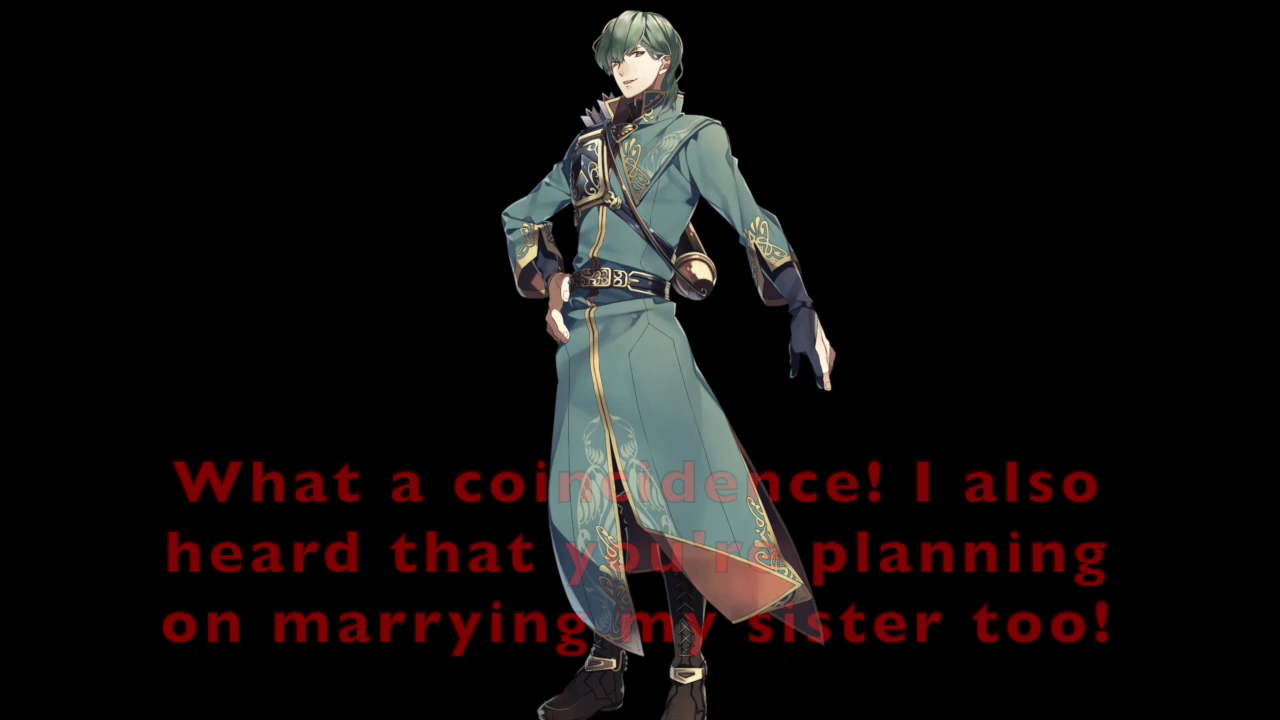 What a coincidence! I also
heard that you're planning
on marrying my sister too!